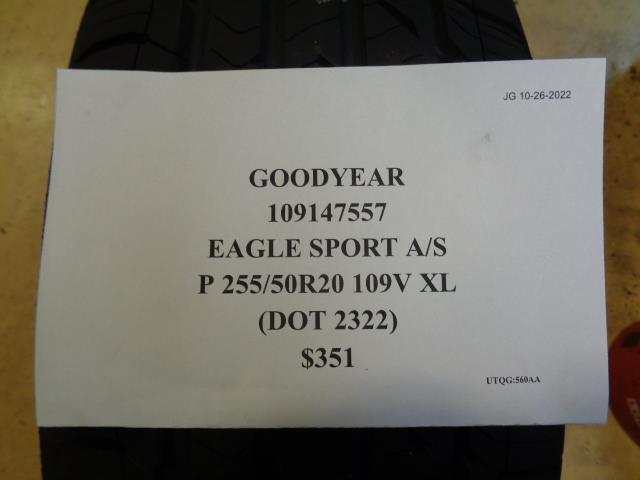 JG 10-26-2022
GOODYEAR
109147557
EAGLE SPORT A/S
P 255/50R20 109V XL
(DOT 2322)
$351
UTQG:560AA